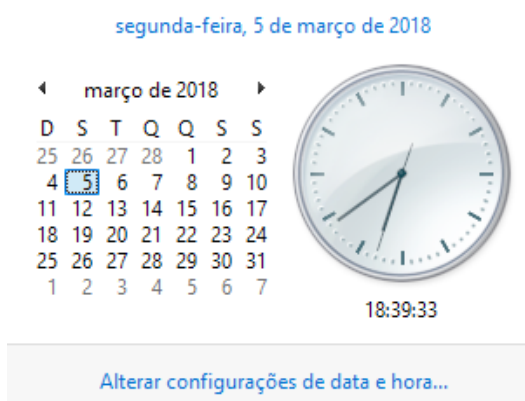 segunda-feira, 5 de março de 2018
março de 2018
D S T Q Q S S
25 26 27 28 1 2 3
4 5 6 7 8 9 10
11 12 13 14 15 16 17
18 19 20 21 22 23 24
25 26 27 28 29 30 31
1 2 3 4 5 6 7
18:39:33
Alterar configurações de data e hora...